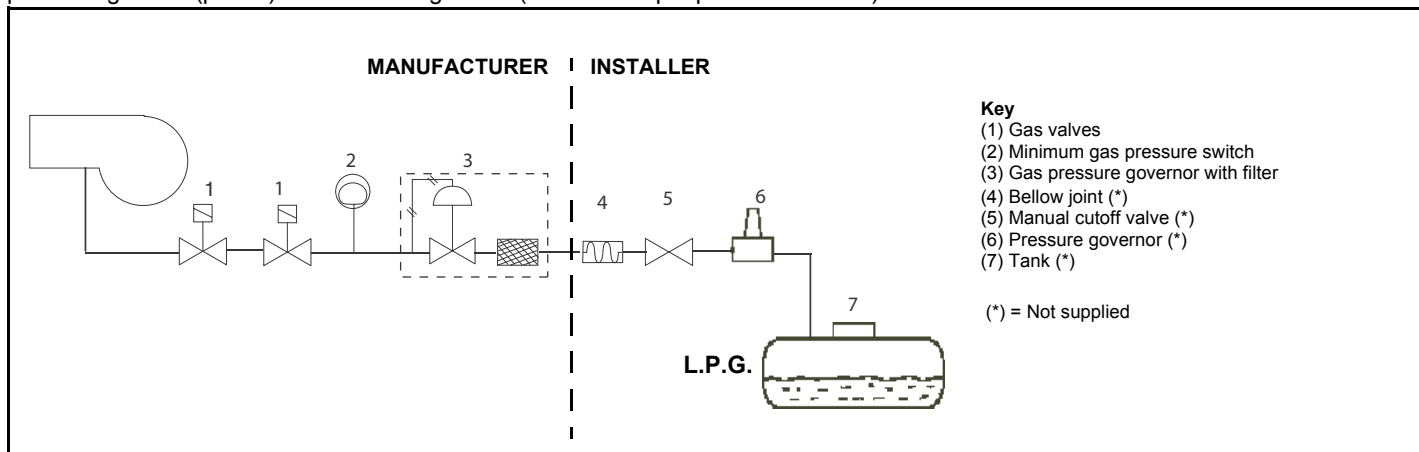 MANUFACTURER INSTALLER
Key
(1) Gas valves
(2) Minimum gas pressure switch
(3) Gas pressure governor with filter
(4) Bellow joint (*)
(5) Manual cutoff valve (*)
(6) Pressure governor (*)
(7) Tank (*)
(*) = Not supplied
1 1 2 3 4 5 6
7
L.P.G.